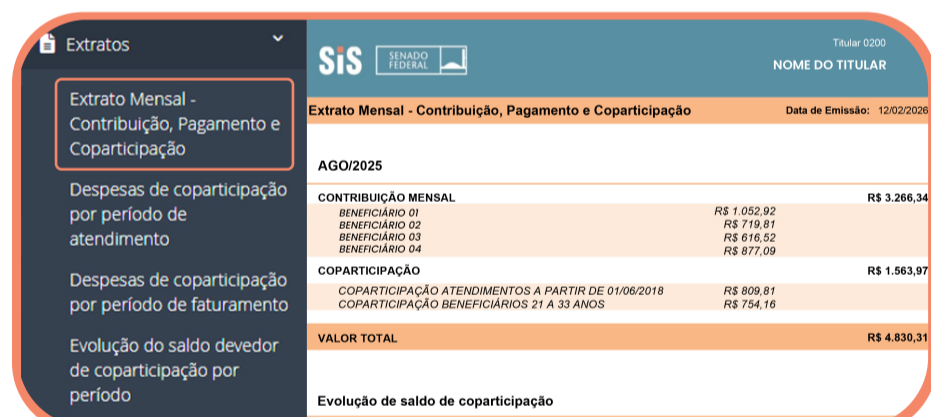 Extratos
Extrato Mensal -
Contribuição, Pagamento e
Coparticipação
Despesas de coparticipação
por período de
atendimento
Despesas de coparticipação
por período de faturamento
Evolução do saldo devedor
de coparticipação por
período
SiS SENADO
FEDERAL
Titular 0200
NOME DO TITULAR
Extrato Mensal - Contribuição, Pagamento e Coparticipação Data de Emissão: 12/02/2026
AGO/2025
CONTRIBUIÇÃO MENSAL R$ 3.266,34
BENEFICIÁRIO 01 R$ 1.052,92
BENEFICIÁRIO 02 R$ 719,81
BENEFICIÁRIO 03 R$ 616,52
BENEFICIÁRIO 04 R$ 877,09
COPARTICIPAÇÃO R$ 1.563,97
COPARTICIPAÇÃO ATENDIMENTOS A PARTIR DE 01/06/2018 R$ 809,81
COPARTICIPAÇÃO BENEFICIÁRIOS 21 A 33 ANOS R$ 754,16
VALOR TOTAL R$ 4.830,31
Evolução de saldo de coparticipação